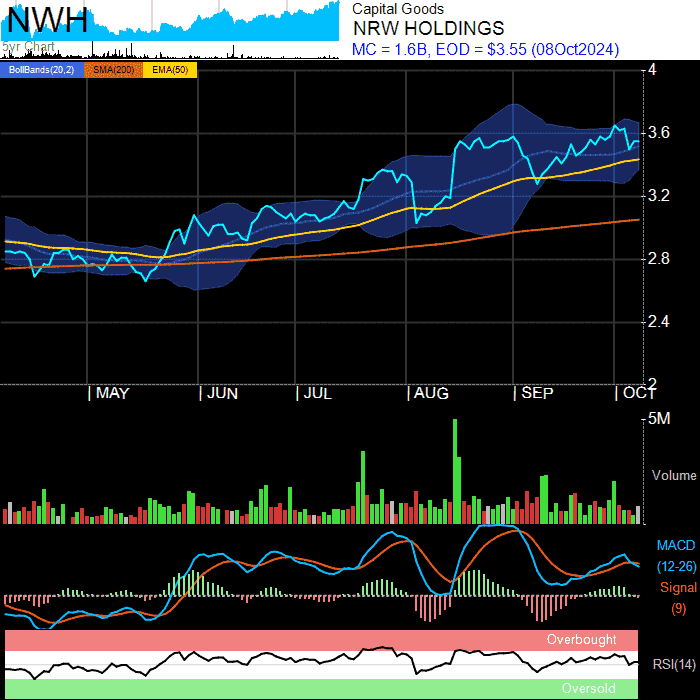 NWH
5yr Chart
Capital Goods
NRW HOLDINGS
MC = 1.6B, EOD = $3.55 (08Oct2024)
BollBands(20,2) SMA(200) EMA(50)
4
3.6
3.2
2.8
2.4
2
MAY JUN JUL AUG SEP OCT
5M
Volume
MACD
(12-26)
Signal
(9)
Overbought
RSI(14)
Oversold